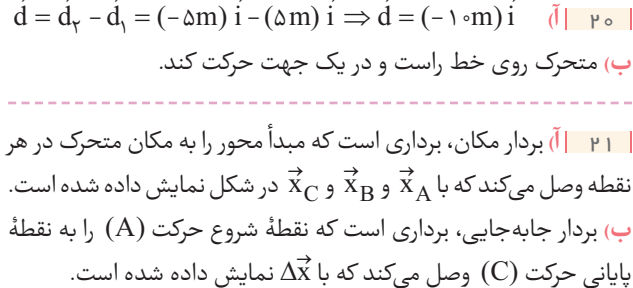 ۲۰ آ) d = d₂ − d₁ = (−۵m) i − (۵m) i ⇒ d = (−۱۰m) i
ب) متحرک روی خط راست و در یک جهت حرکت کند.
۲۱ آ) بردار مکان، برداری است که مبدأ محور را به مکان متحرک در هر
نقطه وصل می‌کند که با x⃗_A و x⃗_B و x⃗_C در شکل نمایش داده شده است.
ب) بردار جابه‌جایی، برداری است که نقطهٔ شروع حرکت (A) را به نقطهٔ
پایانی حرکت (C) وصل می‌کند که با Δx⃗ نمایش داده شده است.